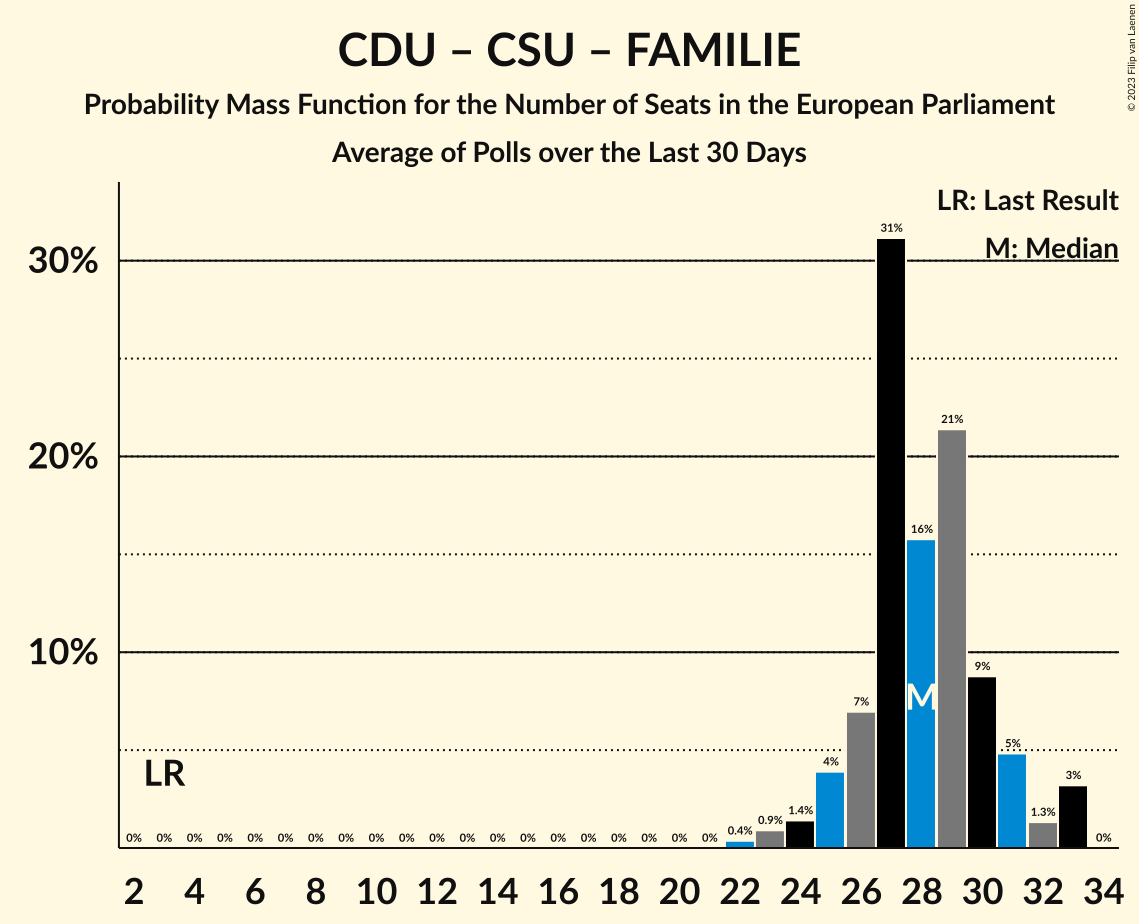 CDU – CSU – FAMILIE
Probability Mass Function for the Number of Seats in the European Parliament
Average of Polls over the Last 30 Days
© 2023 Filip van Laenen
LR: Last Result
M: Median
30%
20%
10%
31%
21%
16%
9%
7%
5%
4%
3%
1.4%
1.3%
0.9%
0.4%
M
LR
0% 0% 0% 0% 0% 0% 0% 0% 0% 0% 0% 0% 0% 0% 0% 0% 0% 0% 0% 0% 0%
2 4 6 8 10 12 14 16 18 20 22 24 26 28 30 32 34